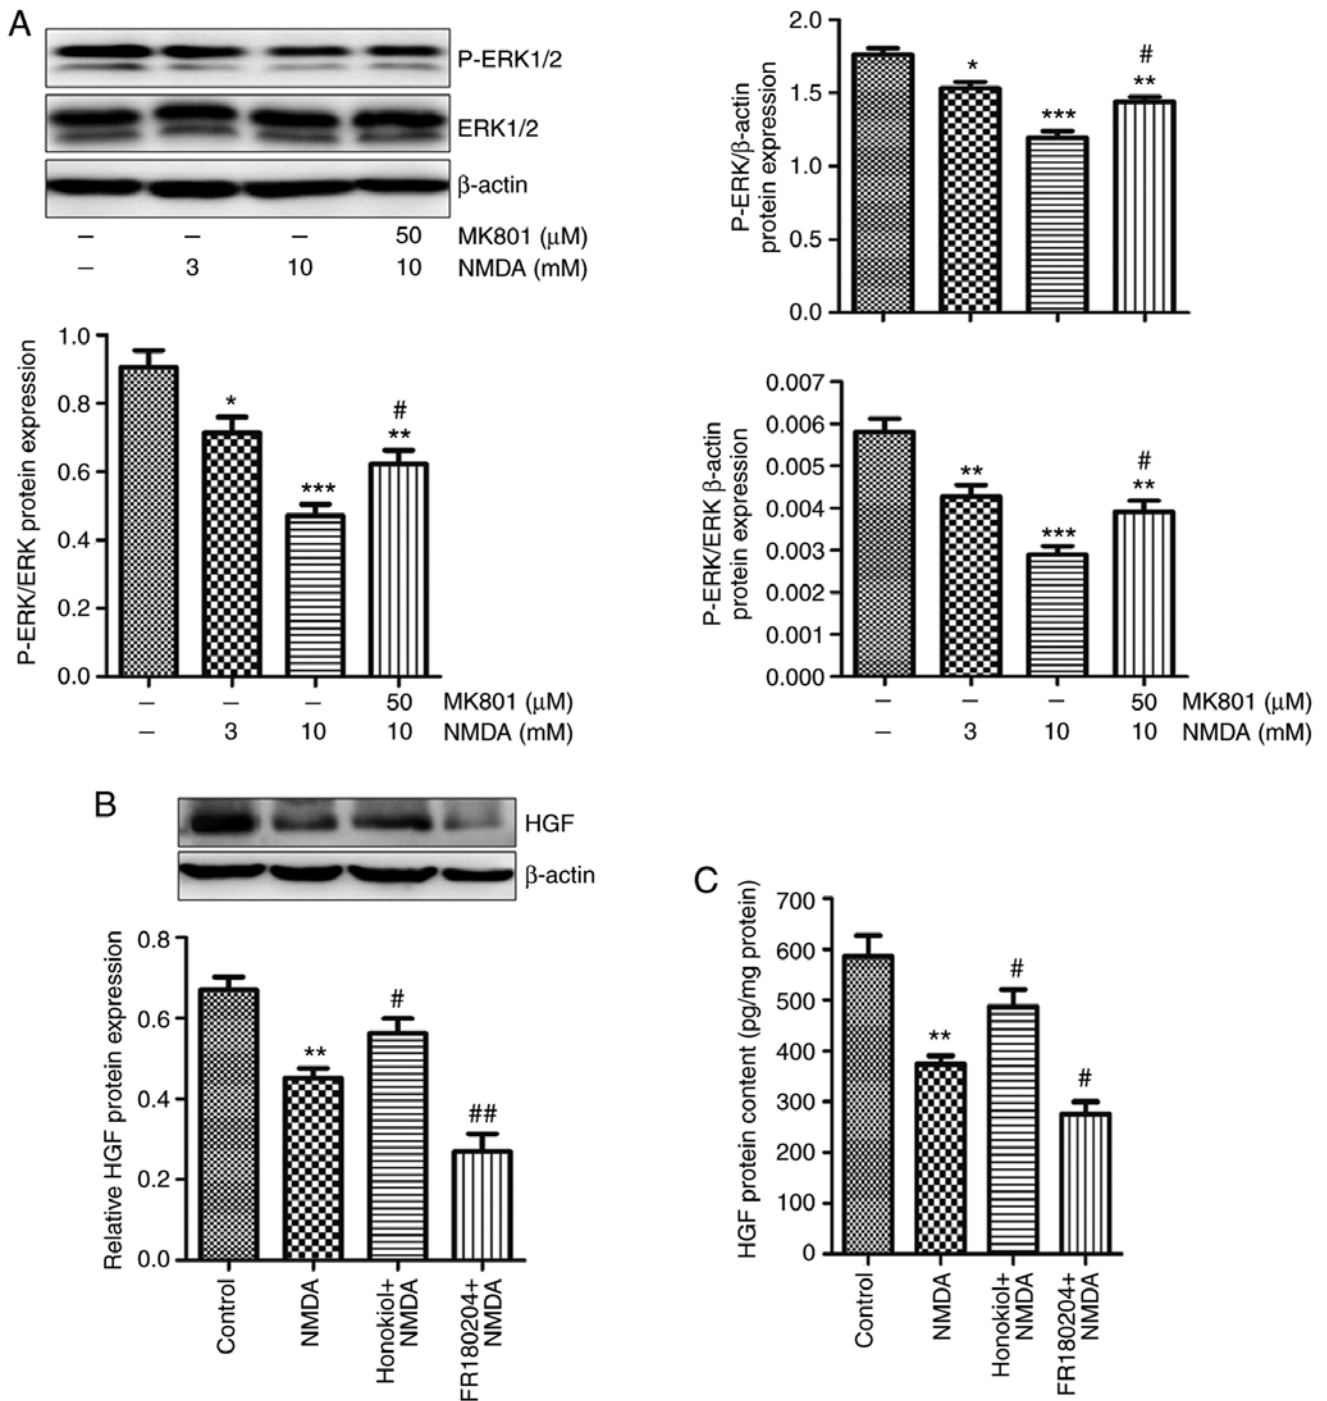 A
P-ERK1/2
ERK1/2
β-actin
– – – 50 MK801 (μM)
– 3 10 10 NMDA (mM)
P-ERK/β-actin
protein expression
2.0
1.5
1.0
0.5
0.0
*
***
#
**
P-ERK/ERK protein expression
1.0
0.8
0.6
0.4
0.2
0.0
*
***
#
**
– – – 50 MK801 (μM)
– 3 10 10 NMDA (mM)
P-ERK/ERK β-actin
protein expression
0.007
0.006
0.005
0.004
0.003
0.002
0.001
0.000
**
***
#
**
– – – 50 MK801 (μM)
– 3 10 10 NMDA (mM)
B
HGF
β-actin
Relative HGF protein expression
0.8
0.6
0.4
0.2
0.0
**
#
##
Control
NMDA
Honokiol+
NMDA
FR180204+
NMDA
C
HGF protein content (pg/mg protein)
700
600
500
400
300
200
100
0
**
#
#
Control
NMDA
Honokiol+
NMDA
FR180204+
NMDA